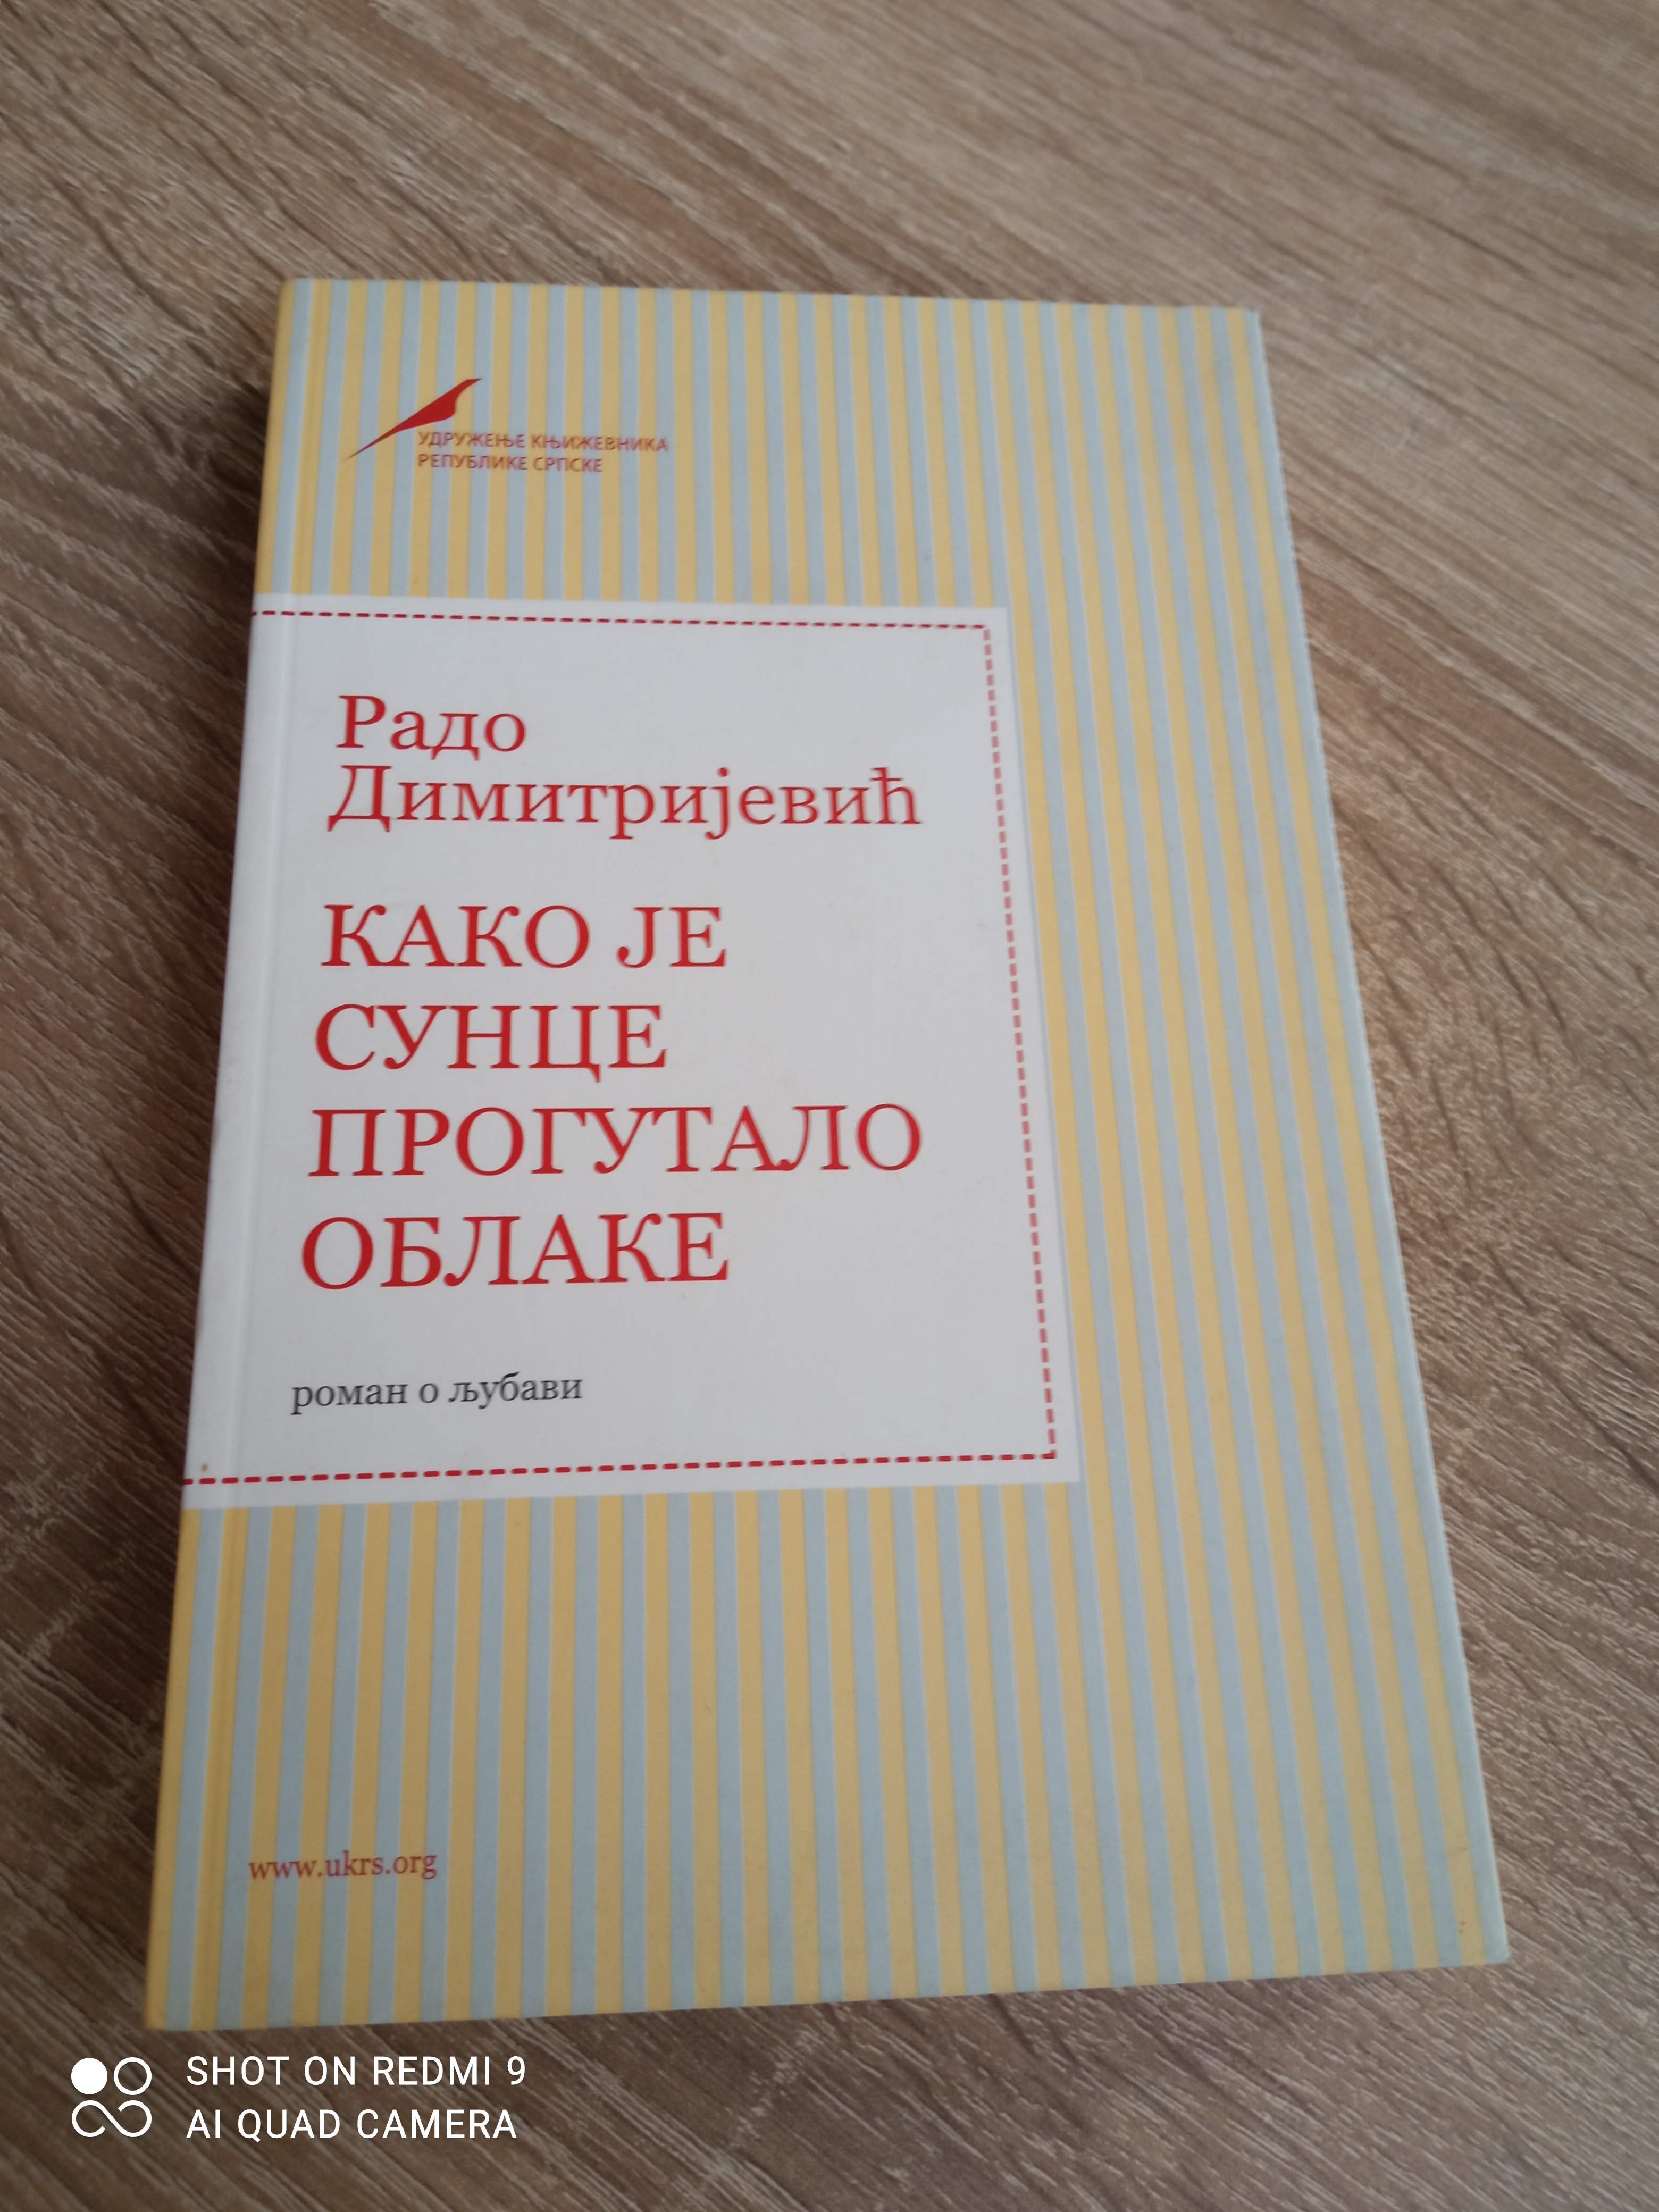 УДРУЖЕЊЕ КЊИЖЕВНИКА
РЕПУБЛИКЕ СРПСКЕ
Радо
Димитријевић
КАКО ЈЕ
СУНЦЕ
ПРОГУТАЛО
ОБЛАКЕ
роман о љубави
www.ukrs.org
SHOT ON REDMI 9
AI QUAD CAMERA